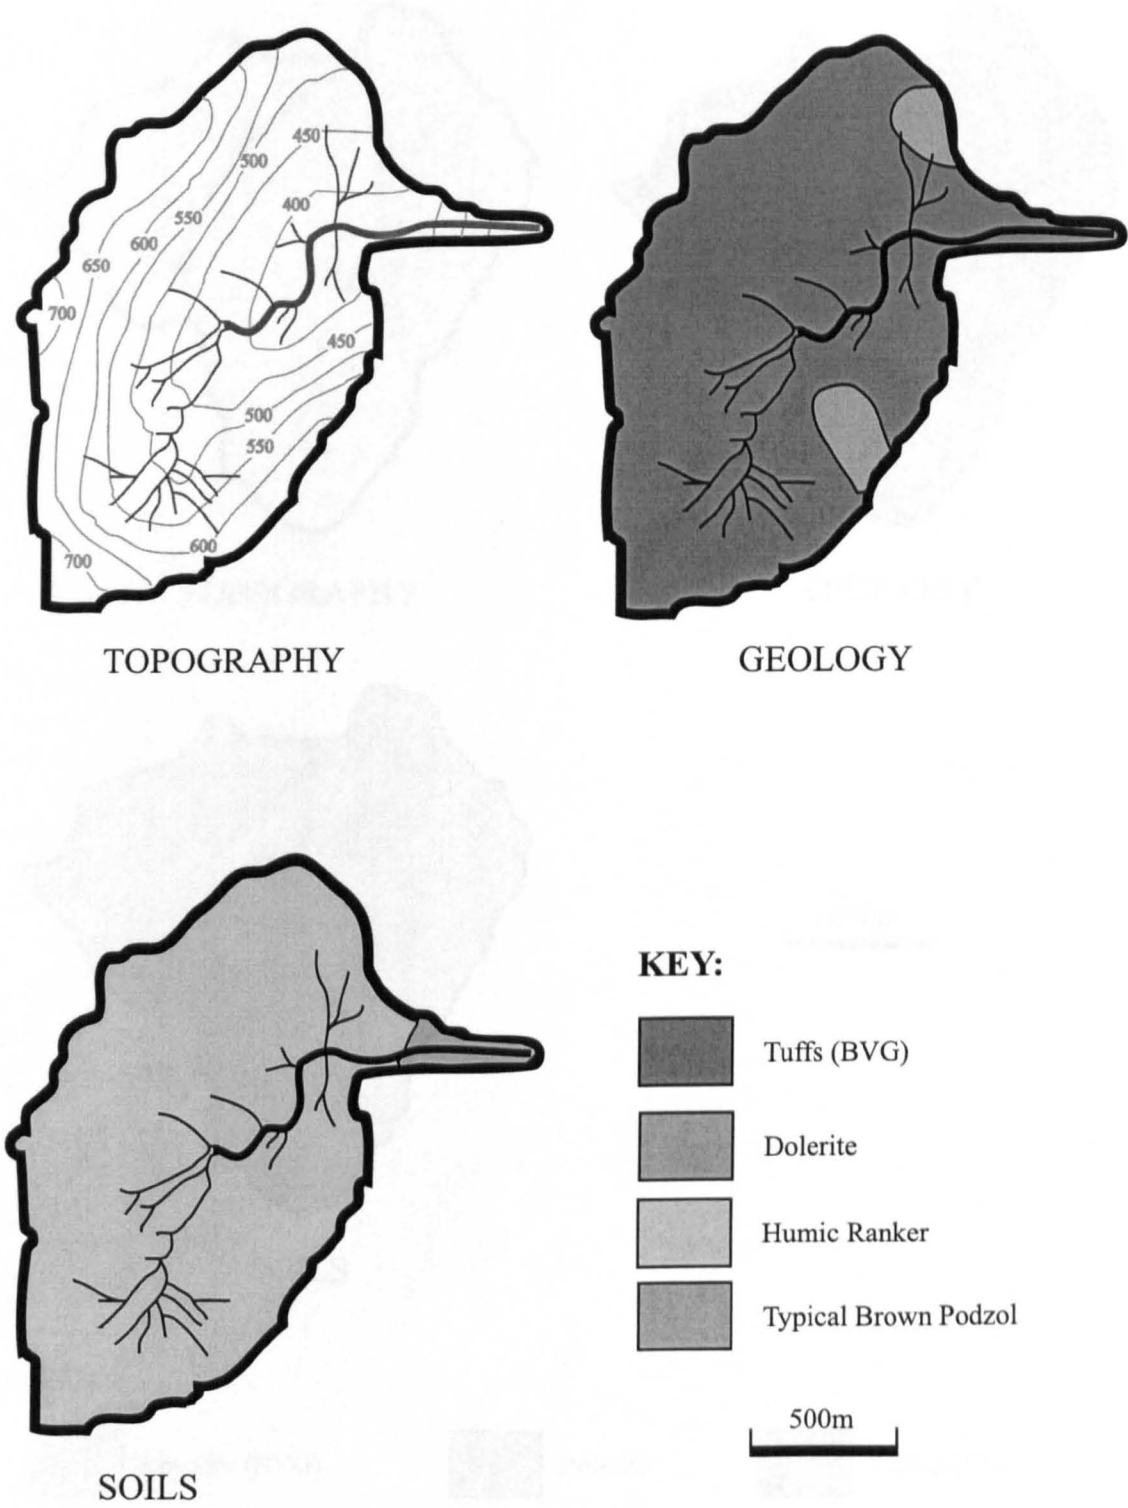 450
500
400
550
600
650
700
450
500
550
600
700
TOPOGRAPHY
GEOLOGY
KEY:
Tuffs (BVG)
Dolerite
Humic Ranker
Typical Brown Podzol
500m
SOILS